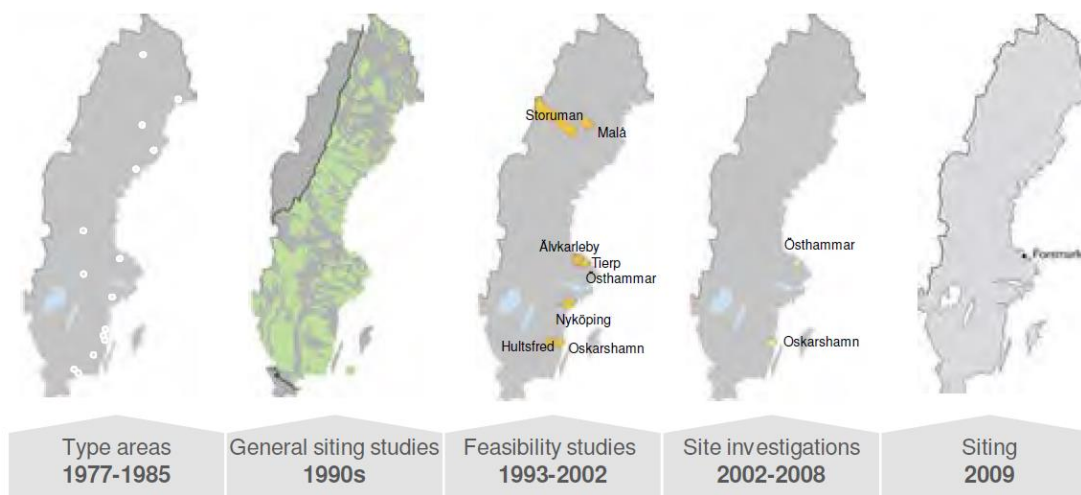 Storuman
Malå
Älvkarleby
Tierp
Östhammar
Nyköping
Hultsfred
Oskarshamn
Östhammar
Oskarshamn
Forsmark
Type areas
1977-1985
General siting studies
1990s
Feasibility studies
1993-2002
Site investigations
2002-2008
Siting
2009